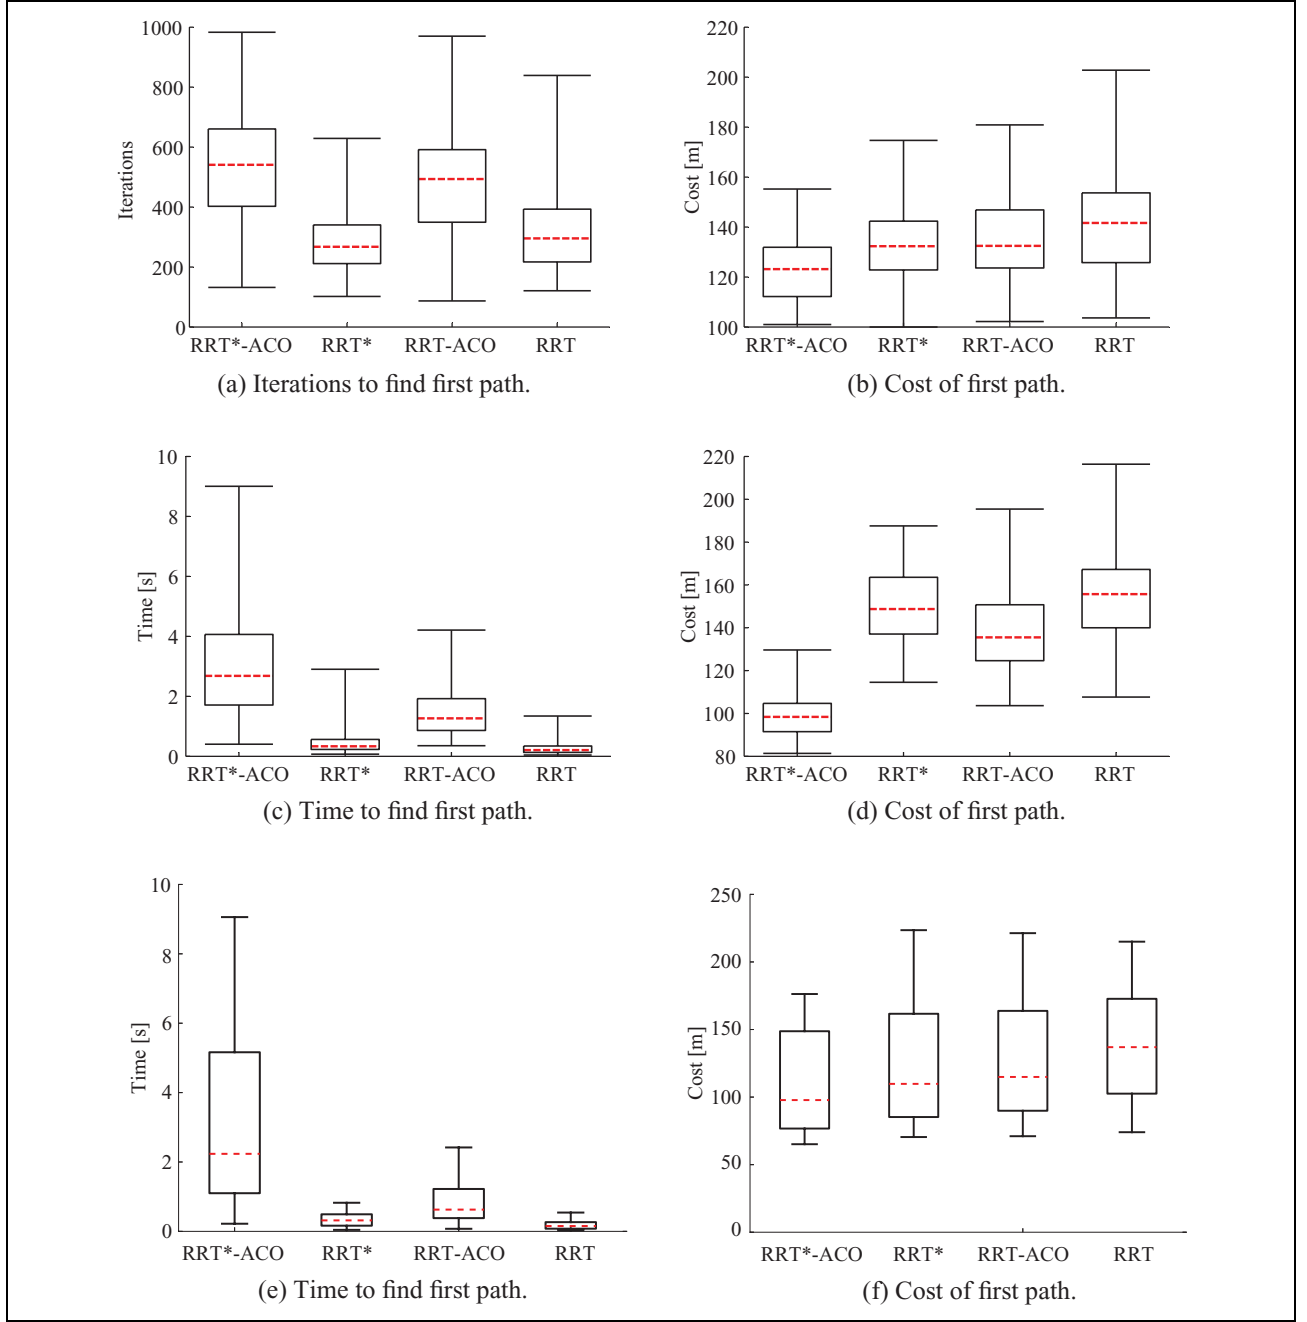 1000
800
600
400
200
0
Iterations
RRT*-ACO RRT* RRT-ACO RRT
(a) Iterations to find first path.
220
200
180
160
140
120
100
Cost [m]
RRT*-ACO RRT* RRT-ACO RRT
(b) Cost of first path.
10
8
6
4
2
0
Time [s]
RRT*-ACO RRT* RRT-ACO RRT
(c) Time to find first path.
220
200
180
160
140
120
100
80
Cost [m]
RRT*-ACO RRT* RRT-ACO RRT
(d) Cost of first path.
10
8
6
4
2
0
Time [s]
RRT*-ACO RRT* RRT-ACO RRT
(e) Time to find first path.
250
200
150
100
50
0
Cost [m]
RRT*-ACO RRT* RRT-ACO RRT
(f) Cost of first path.